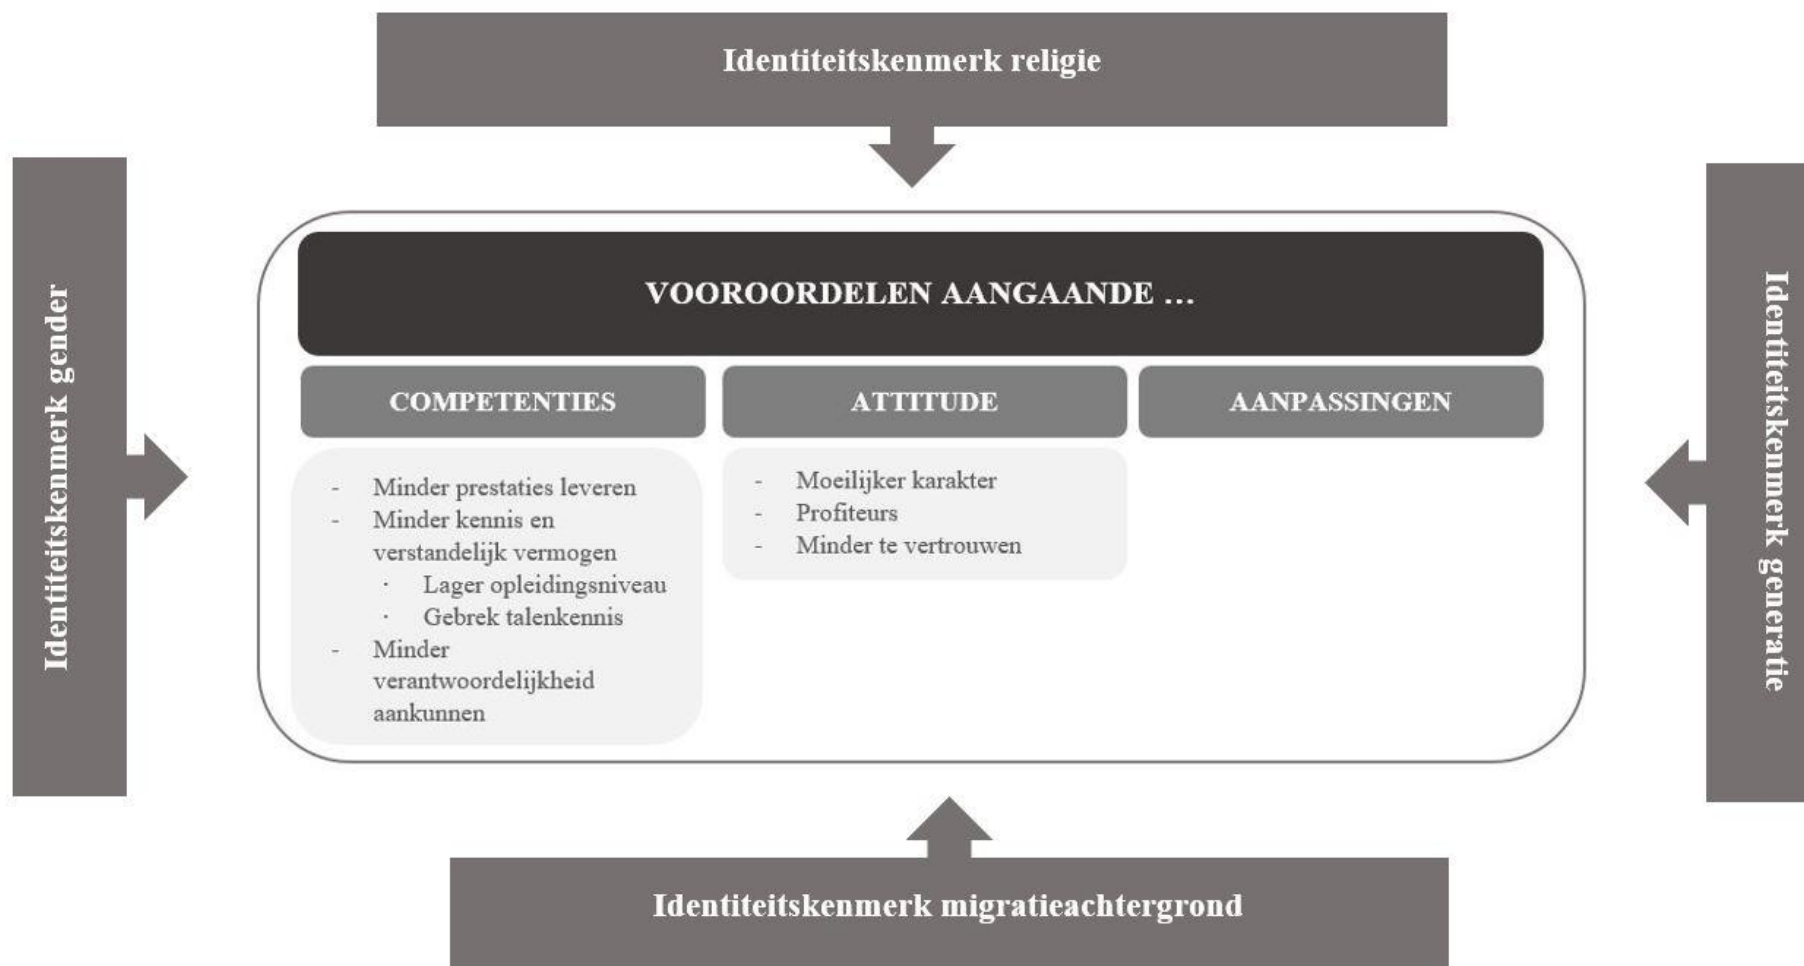 Identiteitskenmerk religie
Identiteitskenmerk gender
VOOROORDELEN AANGAANDE …
COMPETENTIES
- Minder prestaties leveren
- Minder kennis en
verstandelijk vermogen
· Lager opleidingsniveau
· Gebrek talenkennis
- Minder
verantwoordelijkheid
aankunnen
ATTITUDE
- Moeilijker karakter
- Profiteurs
- Minder te vertrouwen
AANPASSINGEN
Identiteitskenmerk generatie
Identiteitskenmerk migratieachtergrond